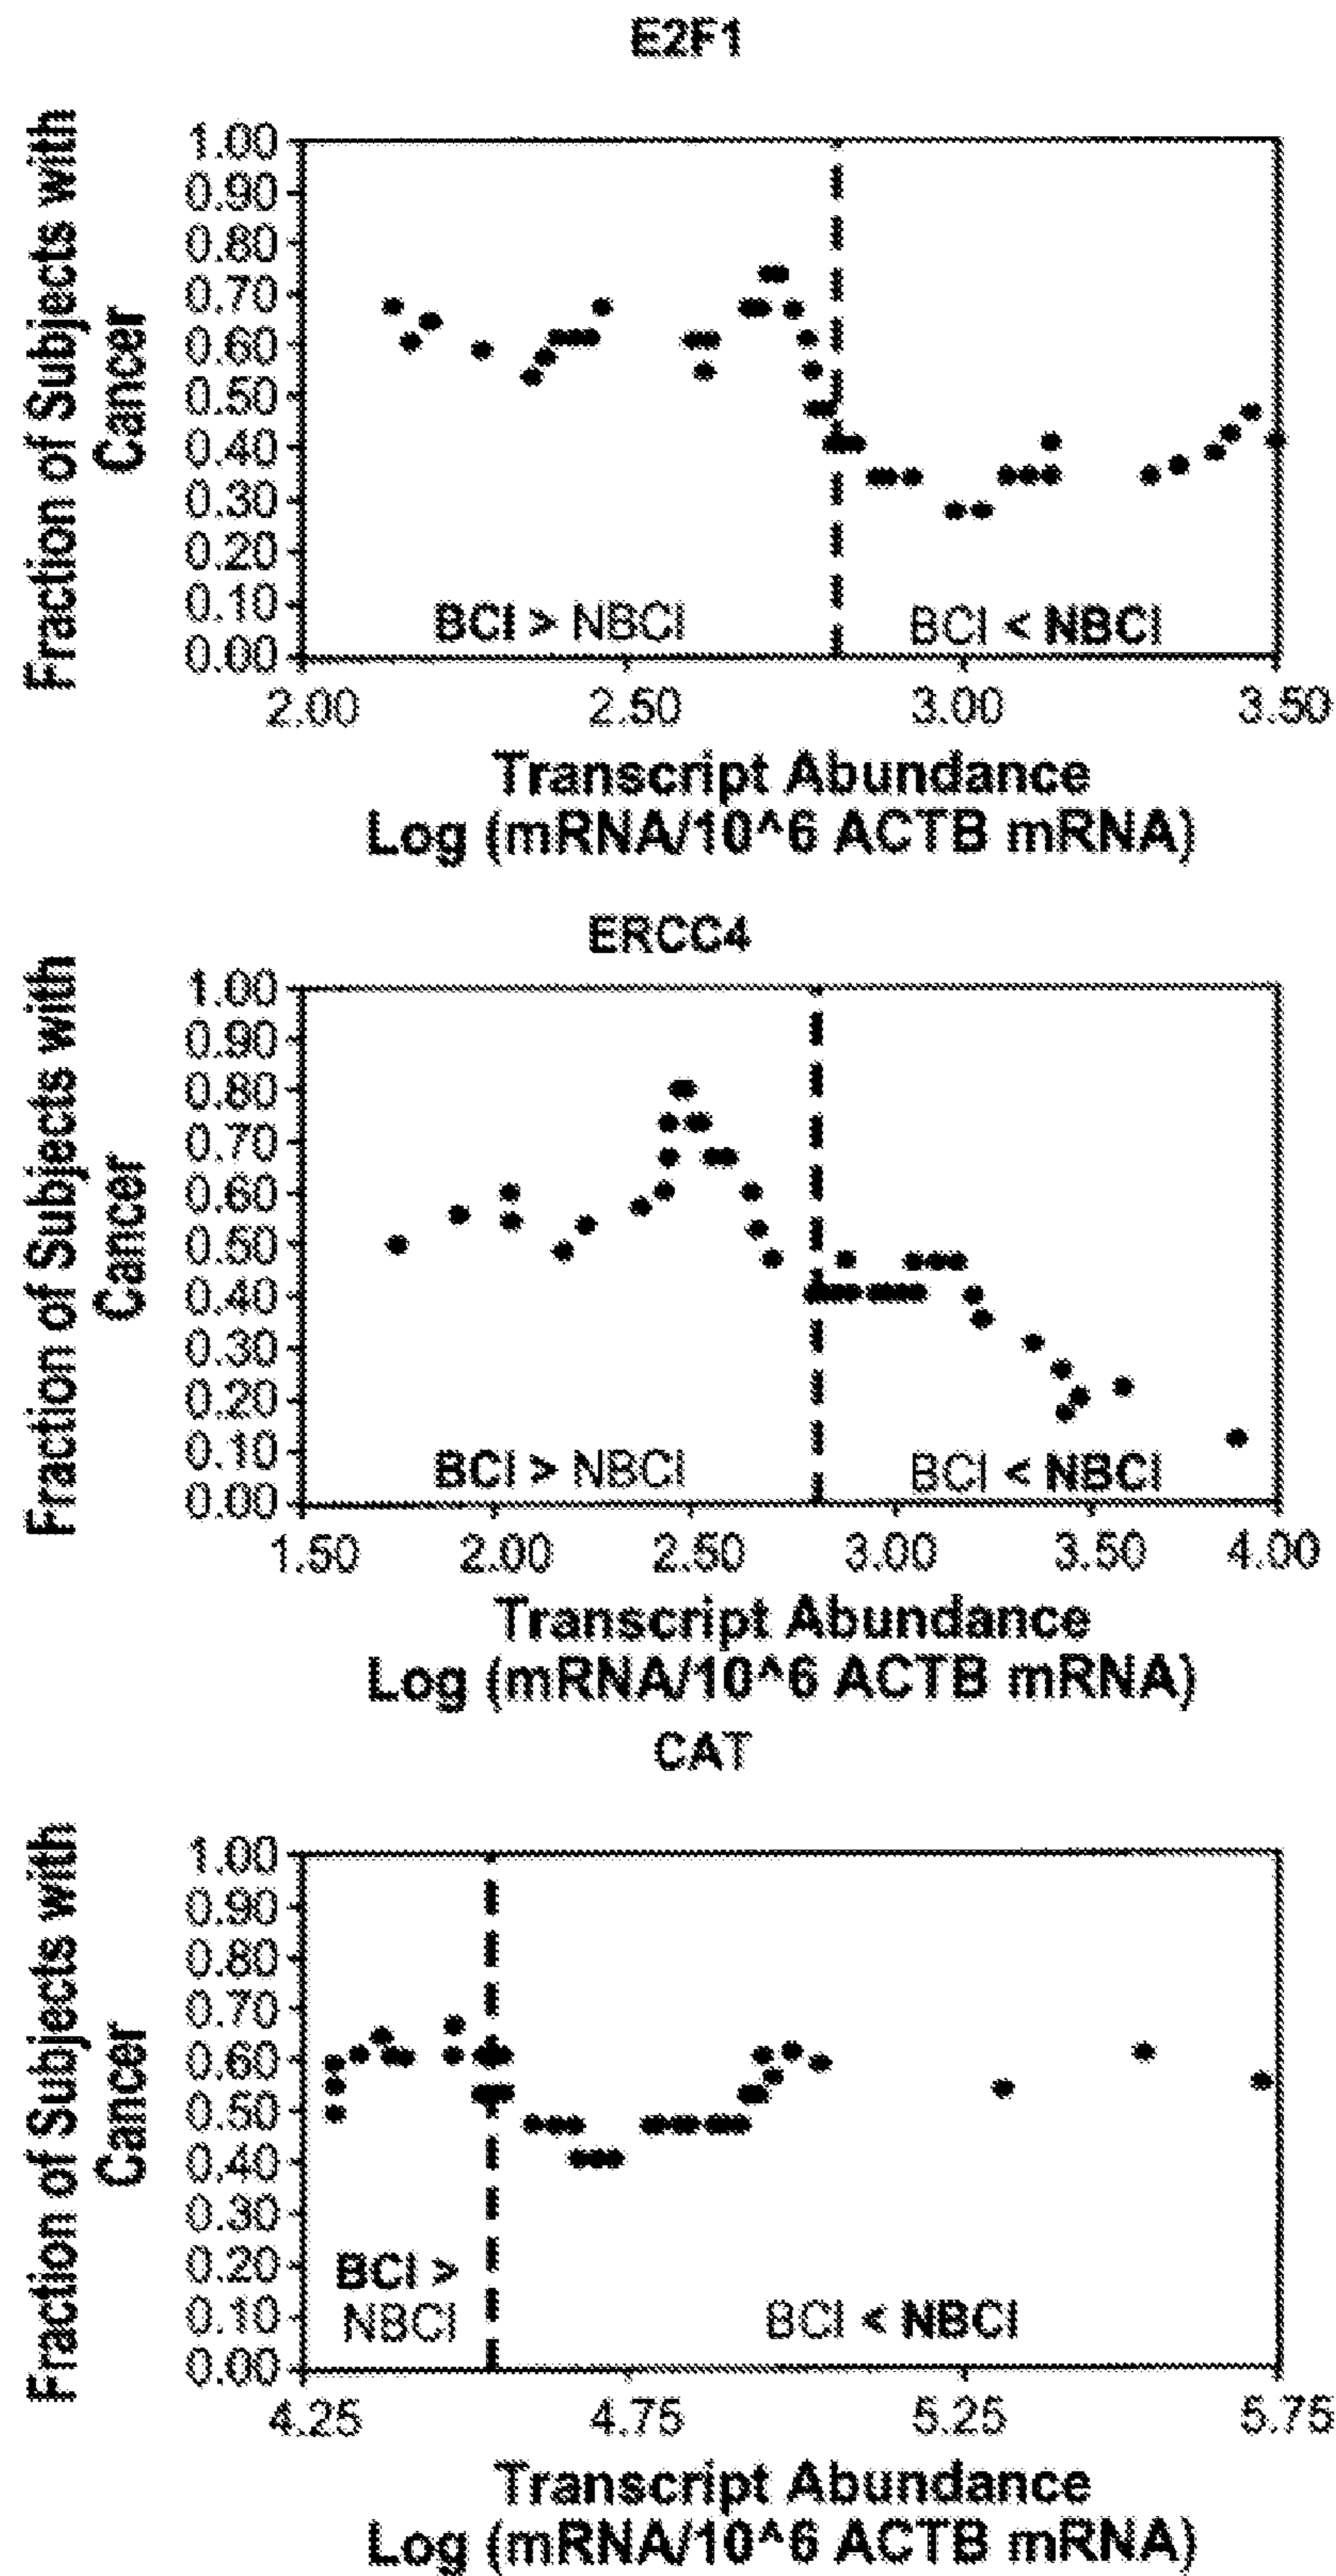 E2F1
Fraction of Subjects with
Cancer
1.00
0.90
0.80
0.70
0.60
0.50
0.40
0.30
0.20
0.10
0.00
BCI > NBCI
BCI < NBCI
2.00
2.50
3.00
3.50
Transcript Abundance
Log (mRNA/10^6 ACTB mRNA)
ERCC4
Fraction of Subjects with
Cancer
1.00
0.90
0.80
0.70
0.60
0.50
0.40
0.30
0.20
0.10
0.00
BCI > NBCI
BCI < NBCI
1.50
2.00
2.50
3.00
3.50
4.00
Transcript Abundance
Log (mRNA/10^6 ACTB mRNA)
CAT
Fraction of Subjects with
Cancer
1.00
0.90
0.80
0.70
0.60
0.50
0.40
0.30
0.20
0.10
0.00
BCI >
NBCI
BCI < NBCI
4.25
4.75
5.25
5.75
Transcript Abundance
Log (mRNA/10^6 ACTB mRNA)